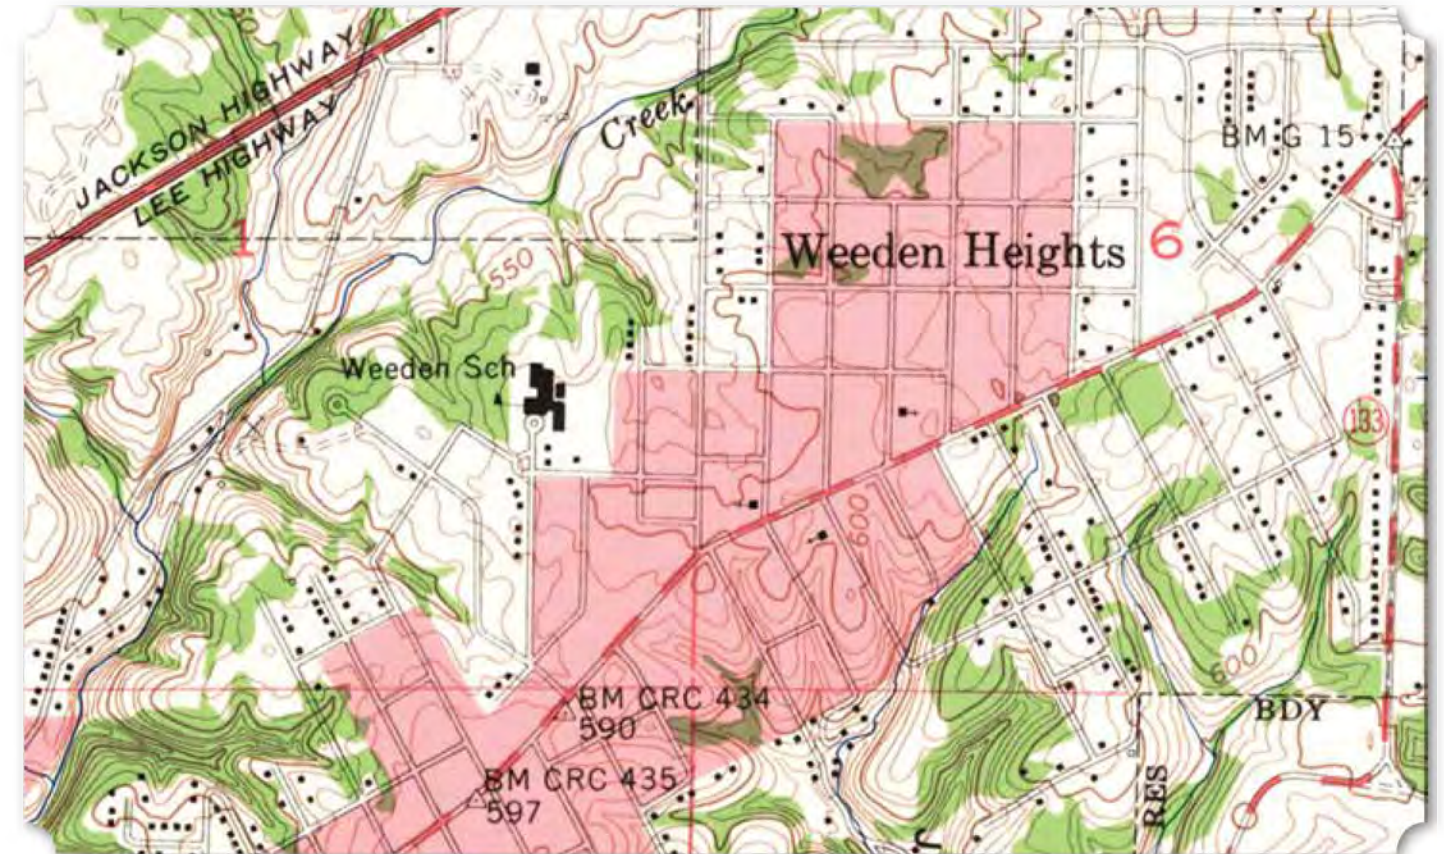 JACKSON HIGHWAY
LEE HIGHWAY
Creek
BM G 15
1
Weeden Heights
6
550
Weeden Sch
133
600
600
BM CRC 434
590
BDY
BM CRC 435
597
RES